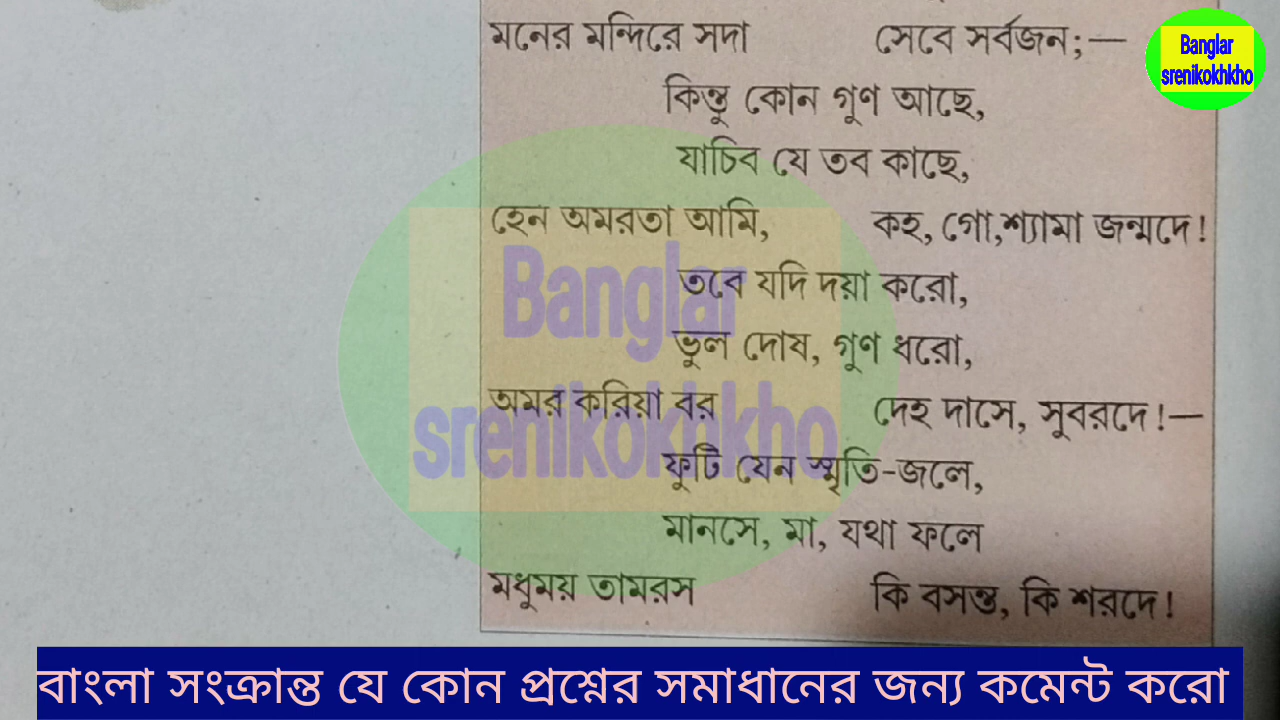 মনের মন্দিরে সদা সেবে সর্বজন;—
কিন্তু কোন গুণ আছে,
যাচিব যে তব কাছে,
হেন অমরতা আমি, কহ, গো,শ্যামা জন্মদে!
তবে যদি দয়া করো,
ভুল দোষ, গুণ ধরো,
অমর করিয়া বর দেহ দাসে, সুবরদে!—
ফুটি যেন স্মৃতি-জলে,
মানসে, মা, যথা ফলে
মধুময় তামরস কি বসন্ত, কি শরদে!
Banglar
srenikokhkho
Banglar
srenikokhkho
বাংলা সংক্রান্ত যে কোন প্রশ্নের সমাধানের জন্য কমেন্ট করো